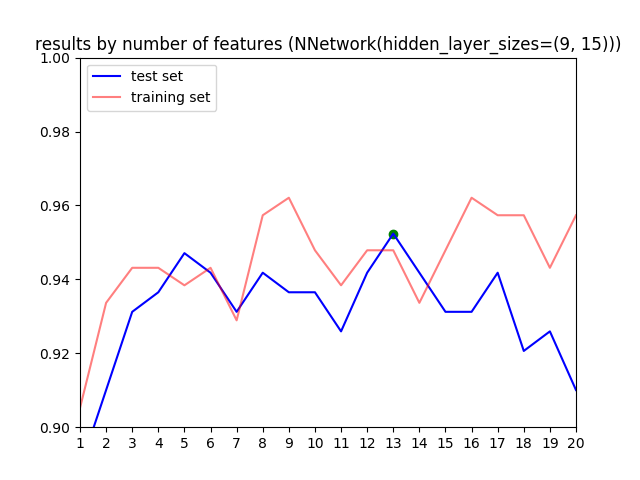 results by number of features (NNetwork(hidden_layer_sizes=(9, 15)))
1.00
test set
training set
0.98
0.96
0.94
0.92
0.90
1 2 3 4 5 6 7 8 9 10 11 12 13 14 15 16 17 18 19 20